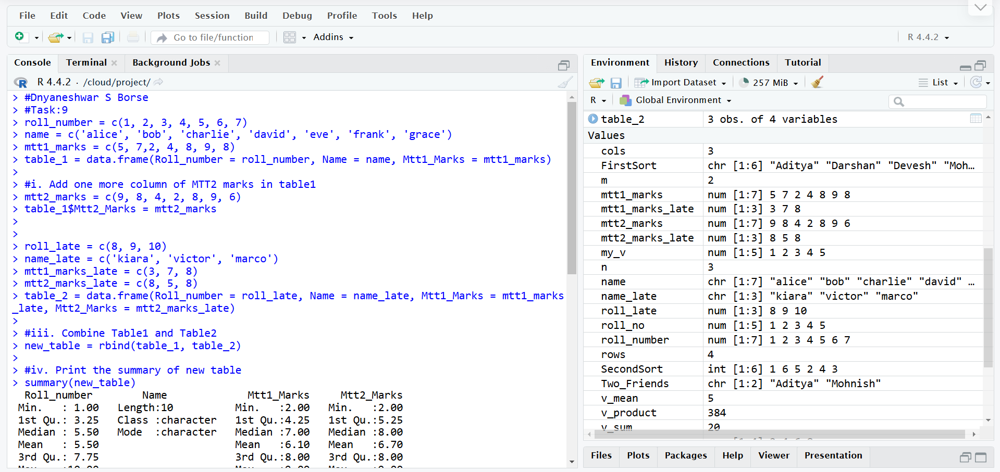 File Edit Code View Plots Session Build Debug Profile Tools Help
Go to file/function Addins R 4.4.2
Console Terminal Background Jobs
R 4.4.2 · /cloud/project/
> #Dnyaneshwar S Borse
> #Task:9
> roll_number = c(1, 2, 3, 4, 5, 6, 7)
> name = c('alice', 'bob', 'charlie', 'david', 'eve', 'frank', 'grace')
> mtt1_marks = c(5, 7,2, 4, 8, 9, 8)
> table_1 = data.frame(Roll_number = roll_number, Name = name, Mtt1_Marks = mtt1_marks)
>
> #i. Add one more column of MTT2 marks in table1
> mtt2_marks = c(9, 8, 4, 2, 8, 9, 6)
> table_1$Mtt2_Marks = mtt2_marks
>
>
> roll_late = c(8, 9, 10)
> name_late = c('kiara', 'victor', 'marco')
> mtt1_marks_late = c(3, 7, 8)
> mtt2_marks_late = c(8, 5, 8)
> table_2 = data.frame(Roll_number = roll_late, Name = name_late, Mtt1_Marks = mtt1_marks
_late, Mtt2_Marks = mtt2_marks_late)
>
> #iii. Combine Table1 and Table2
> new_table = rbind(table_1, table_2)
>
> #iv. Print the summary of new table
> summary(new_table)
Roll_number Name Mtt1_Marks Mtt2_Marks
Min. : 1.00 Length:10 Min. :2.00 Min. :2.00
1st Qu.: 3.25 Class :character 1st Qu.:4.25 1st Qu.:5.25
Median : 5.50 Mode :character Median :7.00 Median :8.00
Mean : 5.50 Mean :6.10 Mean :6.70
3rd Qu.: 7.75 3rd Qu.:8.00 3rd Qu.:8.00
Environment History Connections Tutorial
Import Dataset 257 MiB List
R Global Environment
table_2 3 obs. of 4 variables
Values
cols 3
FirstSort chr [1:6] "Aditya" "Darshan" "Devesh" "Moh…
m 2
mtt1_marks num [1:7] 5 7 2 4 8 9 8
mtt1_marks_late num [1:3] 3 7 8
mtt2_marks num [1:7] 9 8 4 2 8 9 6
mtt2_marks_late num [1:3] 8 5 8
my_v num [1:5] 1 2 3 4 5
n 3
name chr [1:7] "alice" "bob" "charlie" "david" …
name_late chr [1:3] "kiara" "victor" "marco"
roll_late num [1:3] 8 9 10
roll_no num [1:5] 1 2 3 4 5
roll_number num [1:7] 1 2 3 4 5 6 7
rows 4
SecondSort int [1:6] 1 6 5 2 4 3
Two_Friends chr [1:2] "Aditya" "Mohnish"
v_mean 5
v_product 384
v_sum 20
Files Plots Packages Help Viewer Presentation